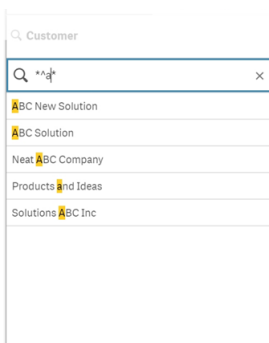 Customer
*^a*
ABC New Solution
ABC Solution
Neat ABC Company
Products and Ideas
Solutions ABC Inc